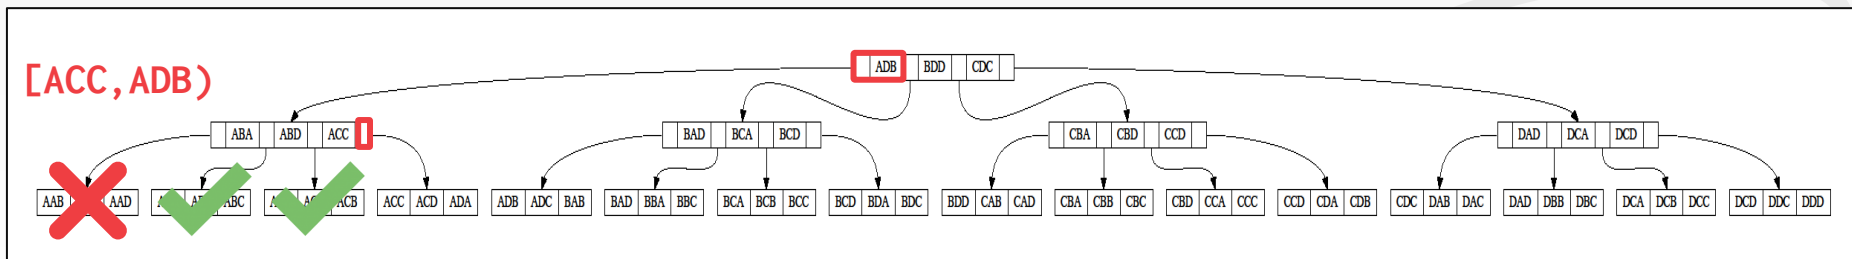 ADB BDD CDC
[ACC,ADB)
ABA ABD ACC BAD BCA BCD CBA CBD CCD DAD DCA DCD
AAB AAD ABC ACB ACC ACD ADA ADB ADC BAB BAD BBA BBC BCA BCB BCC BCD BDA BDC BDD CAB CAD CBA CBB CBC CBD CCA CCC CCD CDA CDB CDC DAB DAC DAD DBB DBC DCA DCB DCC DCD DDC DDD